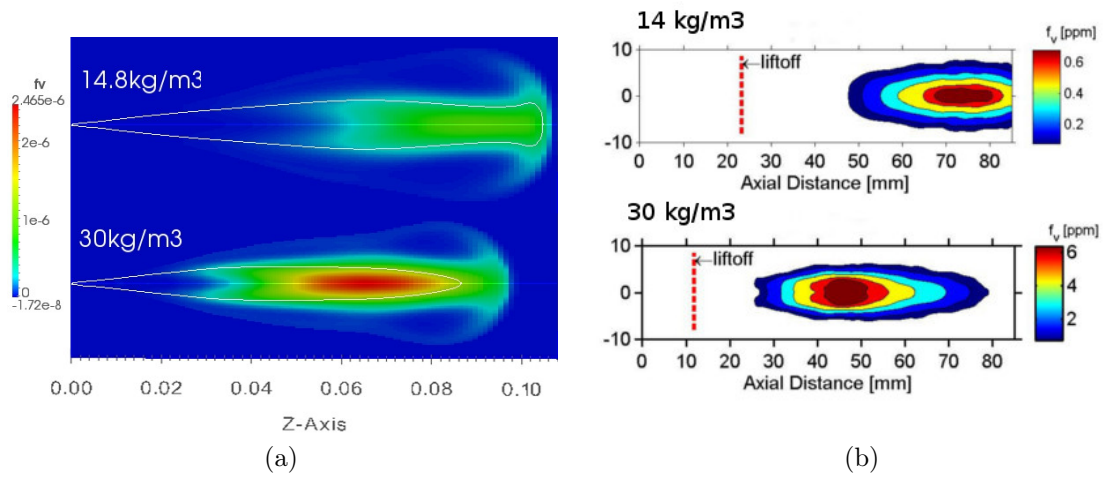 fv
2.465e-6
2e-6
1e-6
0
-1.72e-8
14.8kg/m3
30kg/m3
0.00 0.02 0.04 0.06 0.08 0.10
Z-Axis
(a)
14 kg/m3
fv [ppm]
10
0
-10
liftoff
0.6
0.4
0.2
0 10 20 30 40 50 60 70 80
Axial Distance [mm]
30 kg/m3
fv [ppm]
10
0
-10
liftoff
6
4
2
0 10 20 30 40 50 60 70 80
Axial Distance [mm]
(b)